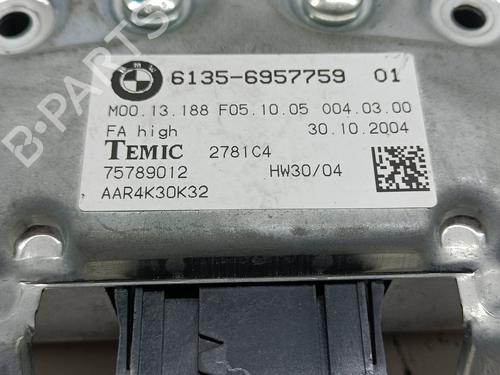 BMW
6135-6957759 01
M00.13.188 F05.10.05 004.03.00
FA high 30.10.2004
TEMIC 2781C4
75789012 HW30/04
AAR4K30K32